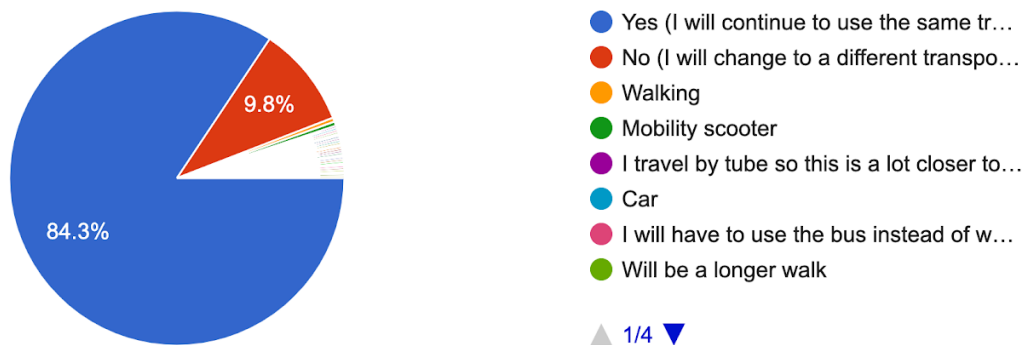 84.3%
9.8%
Yes (I will continue to use the same tr…
No (I will change to a different transpo…
Walking
Mobility scooter
I travel by tube so this is a lot closer to…
Car
I will have to use the bus instead of w…
Will be a longer walk
1/4